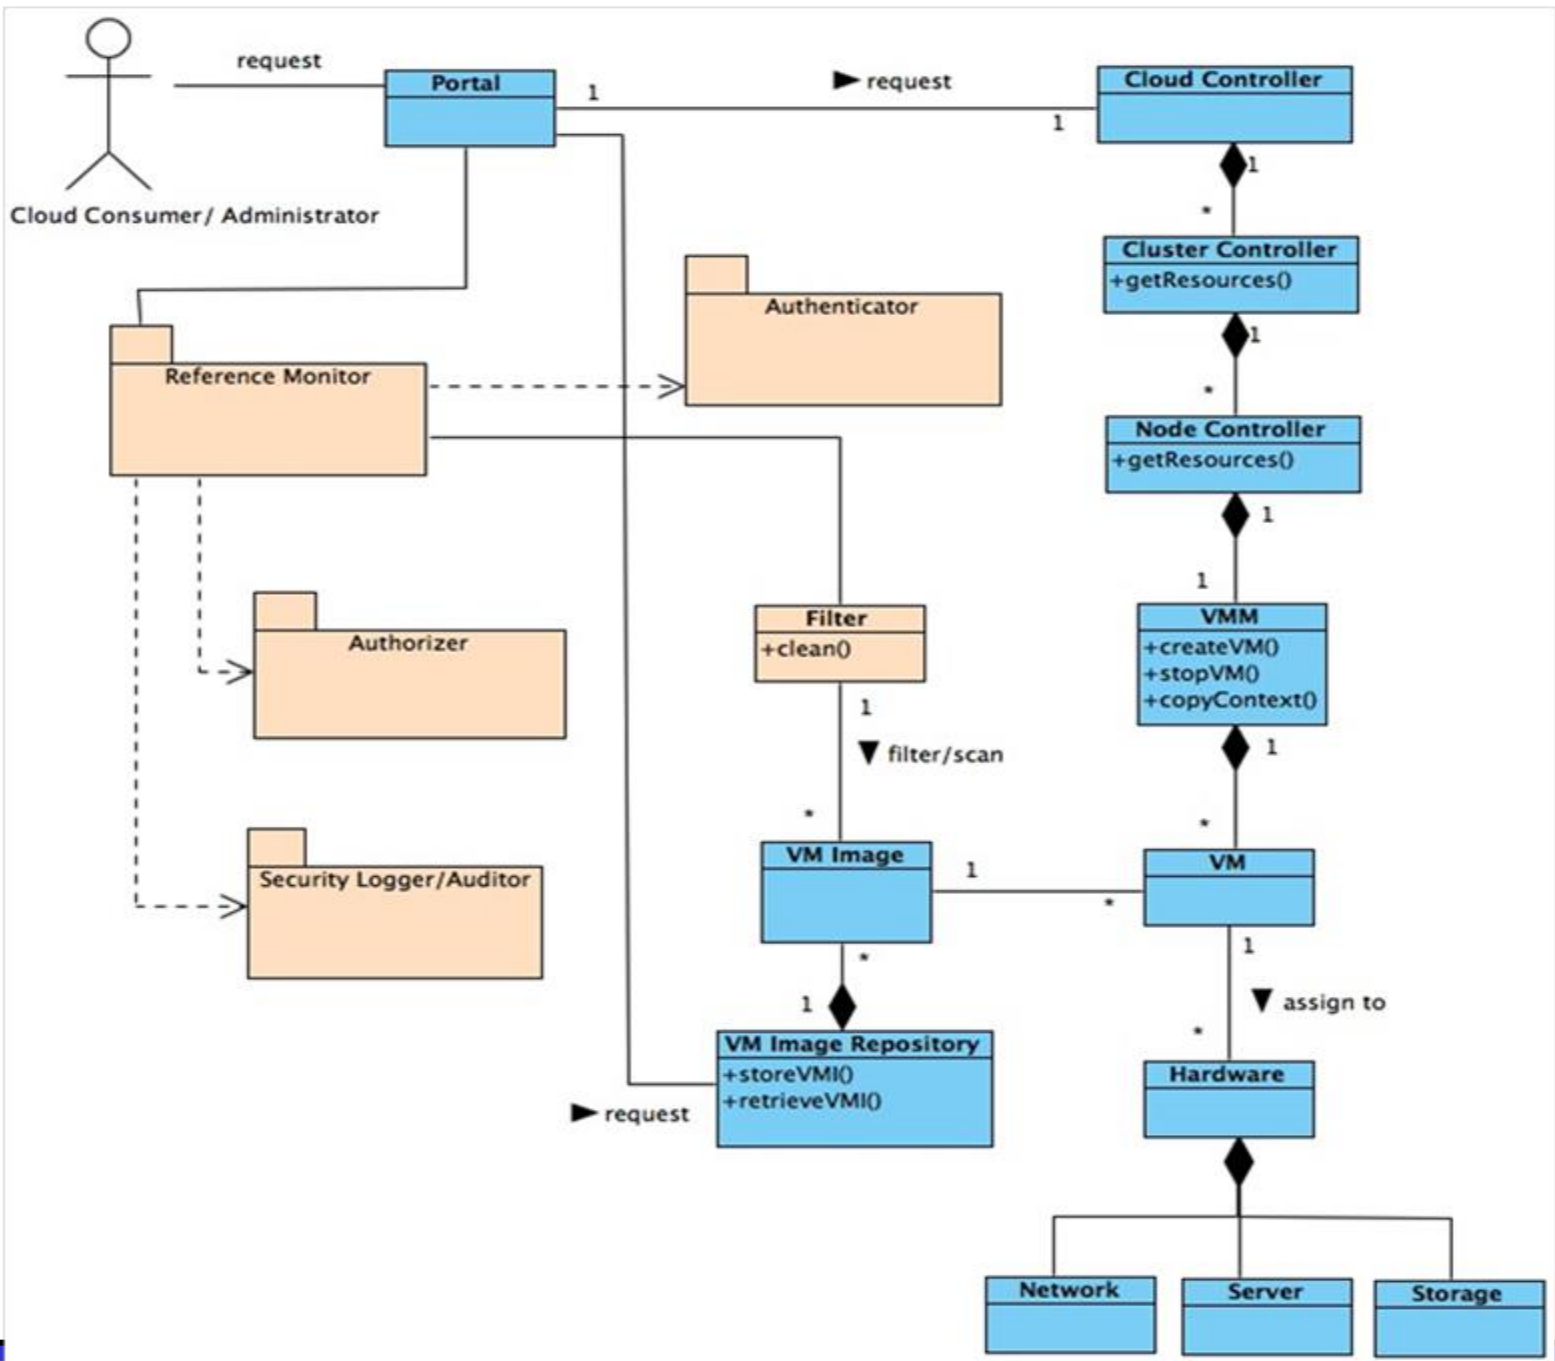 request
Portal
1
► request
1
Cloud Controller
1
*
Cloud Consumer/ Administrator
Cluster Controller
+getResources()
1
*
Authenticator
Reference Monitor
Node Controller
+getResources()
1
1
Authorizer
Filter
+clean()
VMM
+createVM()
+stopVM()
+copyContext()
1
▼ filter/scan
1
*
*
Security Logger/Auditor
VM Image
1
*
VM
*
1
1
▼ assign to
*
VM Image Repository
+storeVMI()
+retrieveVMI()
► request
Hardware
Network
Server
Storage